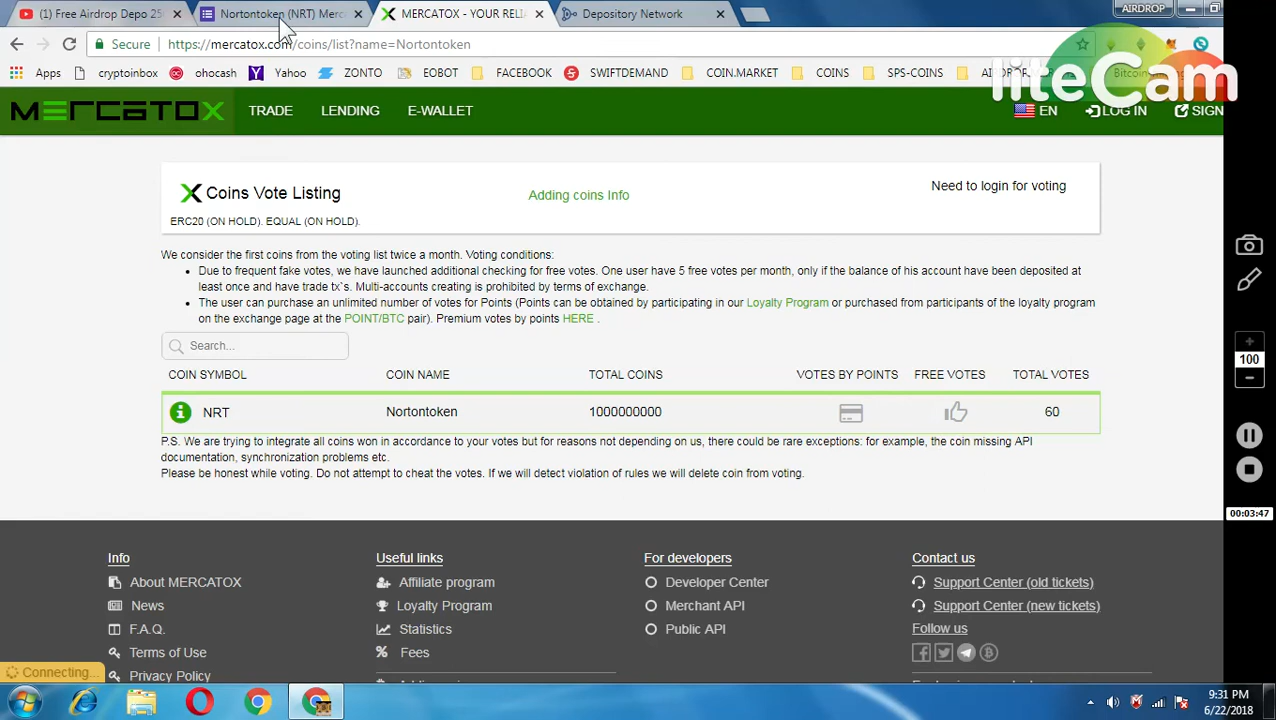 (1) Free Airdrop Depo 25
Nortontoken (NRT) Merc
MERCATOX - YOUR RELI
Depository Network
AIRDROP
Secure
https://mercatox.com/coins/list?name=Nortontoken
Apps
cryptoinbox
ohocash
Yahoo
ZONTO
EOBOT
FACEBOOK
SWIFTDEMAND
COIN.MARKET
COINS
SPS-COINS
liteCam
MERCATOX
TRADE
LENDING
E-WALLET
EN
LOG IN
SIGN
Coins Vote Listing
Adding coins Info
Need to login for voting
ERC20 (ON HOLD). EQUAL (ON HOLD).
We consider the first coins from the voting list twice a month. Voting conditions:
Due to frequent fake votes, we have launched additional checking for free votes. One user have 5 free votes per month, only if the balance of his account have been deposited at
least once and have trade tx`s. Multi-accounts creating is prohibited by terms of exchange.
The user can purchase an unlimited number of votes for Points (Points can be obtained by participating in our Loyalty Program or purchased from participants of the loyalty program
on the exchange page at the POINT/BTC pair). Premium votes by points HERE .
Search...
COIN SYMBOL
COIN NAME
TOTAL COINS
VOTES BY POINTS
FREE VOTES
TOTAL VOTES
NRT
Nortontoken
1000000000
60
P.S. We are trying to integrate all coins won in accordance to your votes but for reasons not depending on us, there could be rare exceptions: for example, the coin missing API
documentation, synchronization problems etc.
Please be honest while voting. Do not attempt to cheat the votes. If we will detect violation of rules we will delete coin from voting.
Info
About MERCATOX
News
F.A.Q.
Terms of Use
Privacy Policy
Useful links
Affiliate program
Loyalty Program
Statistics
Fees
For developers
Developer Center
Merchant API
Public API
Contact us
Support Center (old tickets)
Support Center (new tickets)
Follow us
Connecting...
100
00:03:47
9:31 PM
6/22/2018